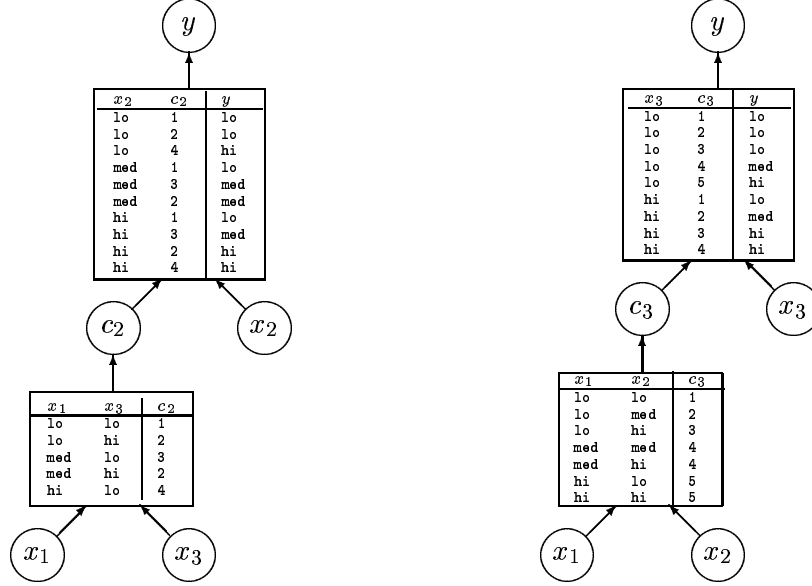 y
x2 c2 y
lo 1 lo
lo 2 lo
lo 4 hi
med 1 lo
med 3 med
med 2 med
hi 1 lo
hi 3 med
hi 2 hi
hi 4 hi
c2
x2
x1 x3 c2
lo lo 1
lo hi 2
med lo 3
med hi 2
hi lo 4
x1
x3
y
x3 c3 y
lo 1 lo
lo 2 lo
lo 3 lo
lo 4 med
lo 5 hi
hi 1 lo
hi 2 med
hi 3 hi
hi 4 hi
c3
x3
x1 x2 c3
lo lo 1
lo med 2
lo hi 3
med med 4
med hi 4
hi lo 5
hi hi 5
x1
x2